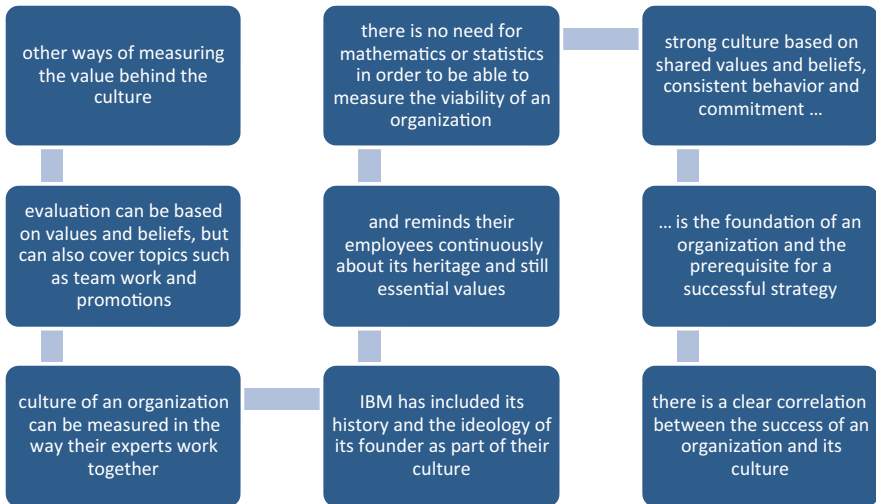 other ways of measuring
the value behind the
culture
evaluation can be based
on values and beliefs, but
can also cover topics such
as team work and
promotions
culture of an organization
can be measured in the
way their experts work
together
IBM has included its
history and the ideology of
its founder as part of their
culture
and reminds their
employees continuously
about its heritage and still
essential values
there is no need for
mathematics or statistics
in order to be able to
measure the viability of an
organization
strong culture based on
shared values and beliefs,
consistent behavior and
commitment ...
... is the foundation of an
organization and the
prerequisite for a
successful strategy
there is a clear correlation
between the success of an
organization and its
culture